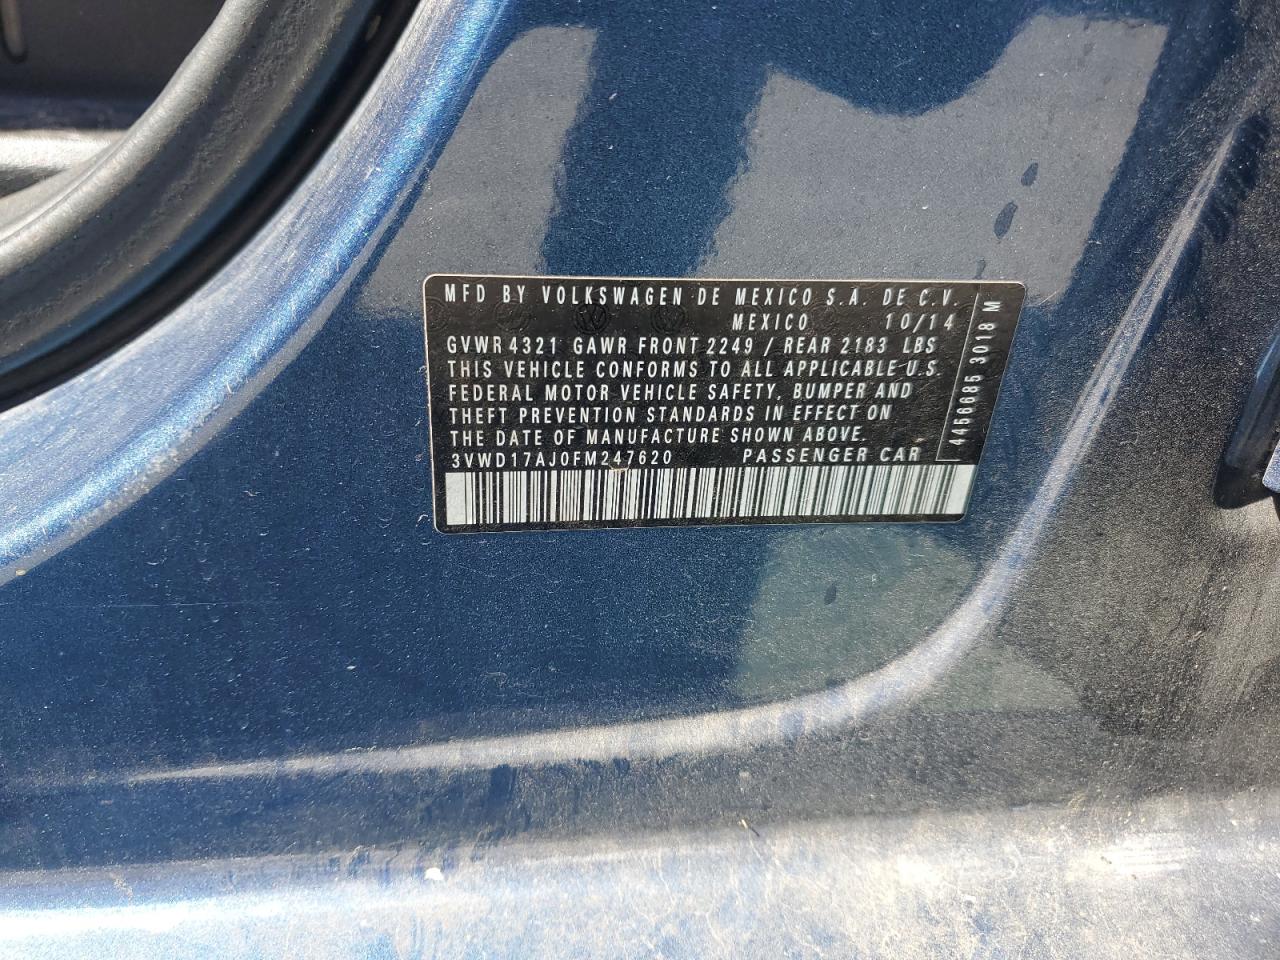 MFD BY VOLKSWAGEN DE MEXICO S.A. DE C.V.
MEXICO 10/14
GVWR 4321 GAWR FRONT 2249 / REAR 2183 LBS
THIS VEHICLE CONFORMS TO ALL APPLICABLE U.S.
FEDERAL MOTOR VEHICLE SAFETY, BUMPER AND
THEFT PREVENTION STANDARDS IN EFFECT ON
THE DATE OF MANUFACTURE SHOWN ABOVE.
3VWD17AJ0FM247620 PASSENGER CAR
4456685 3018 M